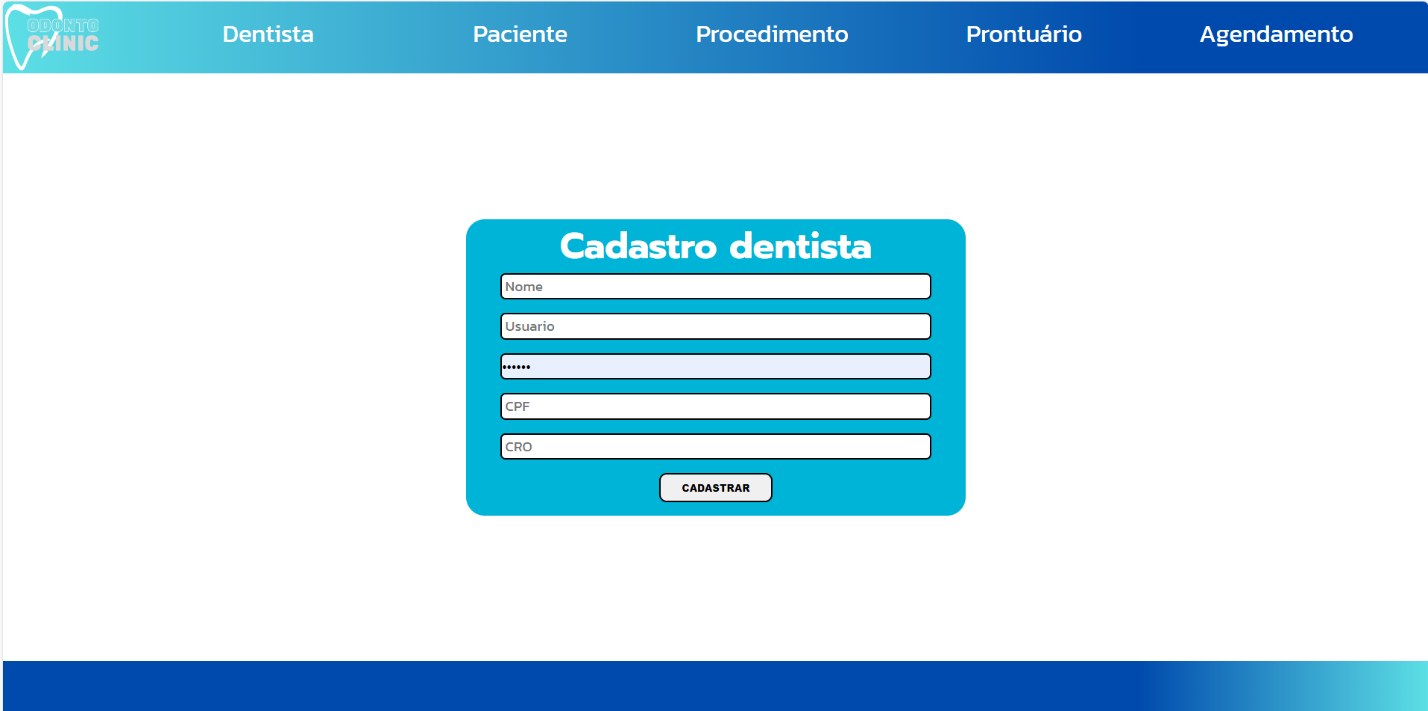 ODONTO
CLINIC
Dentista Paciente Procedimento Prontuário Agendamento
Cadastro dentista
Nome
Usuario
••••••
CPF
CRO
CADASTRAR